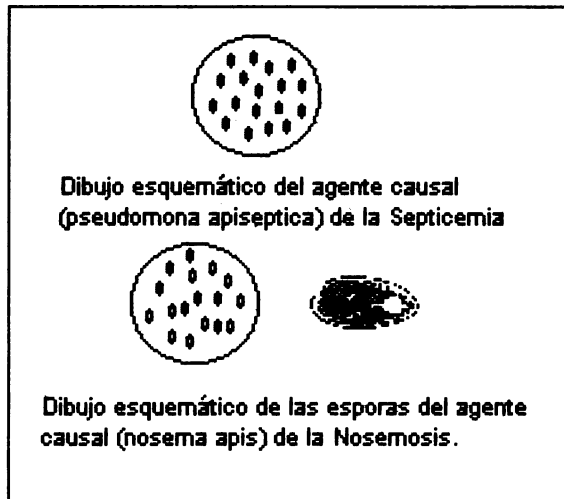 Dibujo esquemático del agente causal
(pseudomona apiseptica) de la Septicemia
Dibujo esquemático de las esporas del agente
causal (nosema apis) de la Nosemosis.